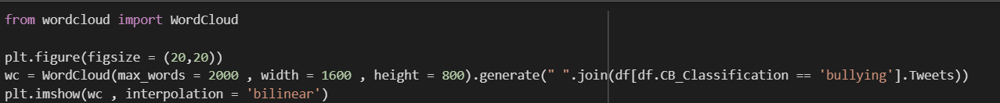 from wordcloud import WordCloud
plt.figure(figsize = (20,20))
wc = WordCloud(max_words = 2000 , width = 1600 , height = 800).generate(" ".join(df[df.CB_Classification == 'bullying'].Tweets))
plt.imshow(wc , interpolation = 'bilinear')